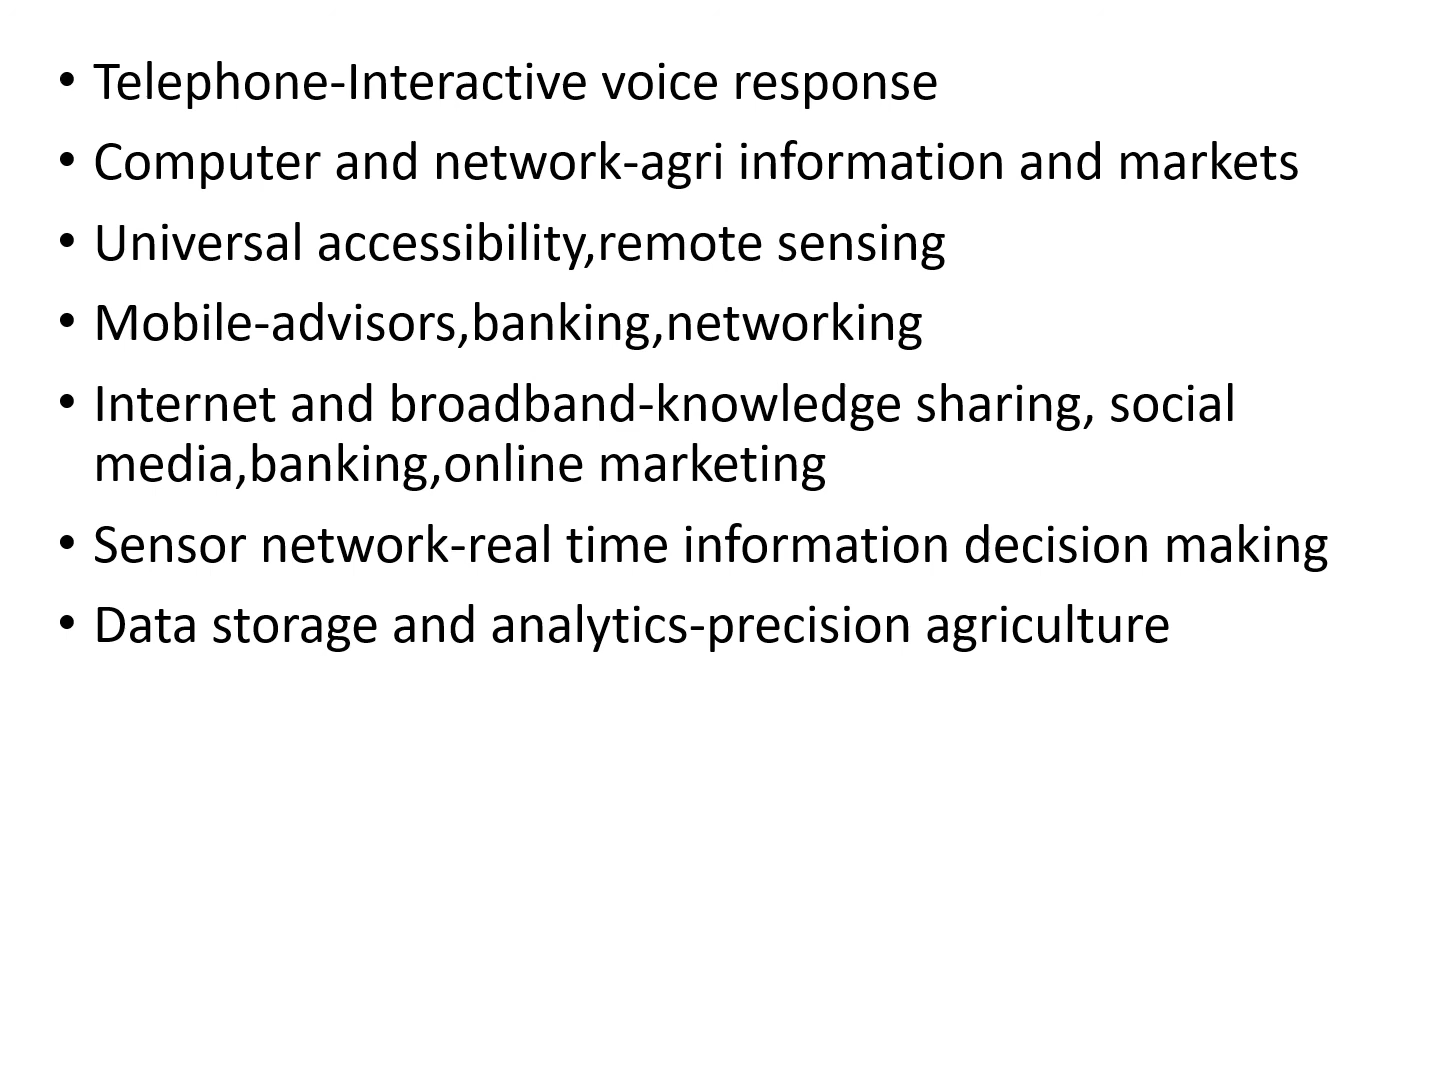 • Telephone-Interactive voice response
• Computer and network-agri information and markets
• Universal accessibility,remote sensing
• Mobile-advisors,banking,networking
• Internet and broadband-knowledge sharing, social
media,banking,online marketing
• Sensor network-real time information decision making
• Data storage and analytics-precision agriculture